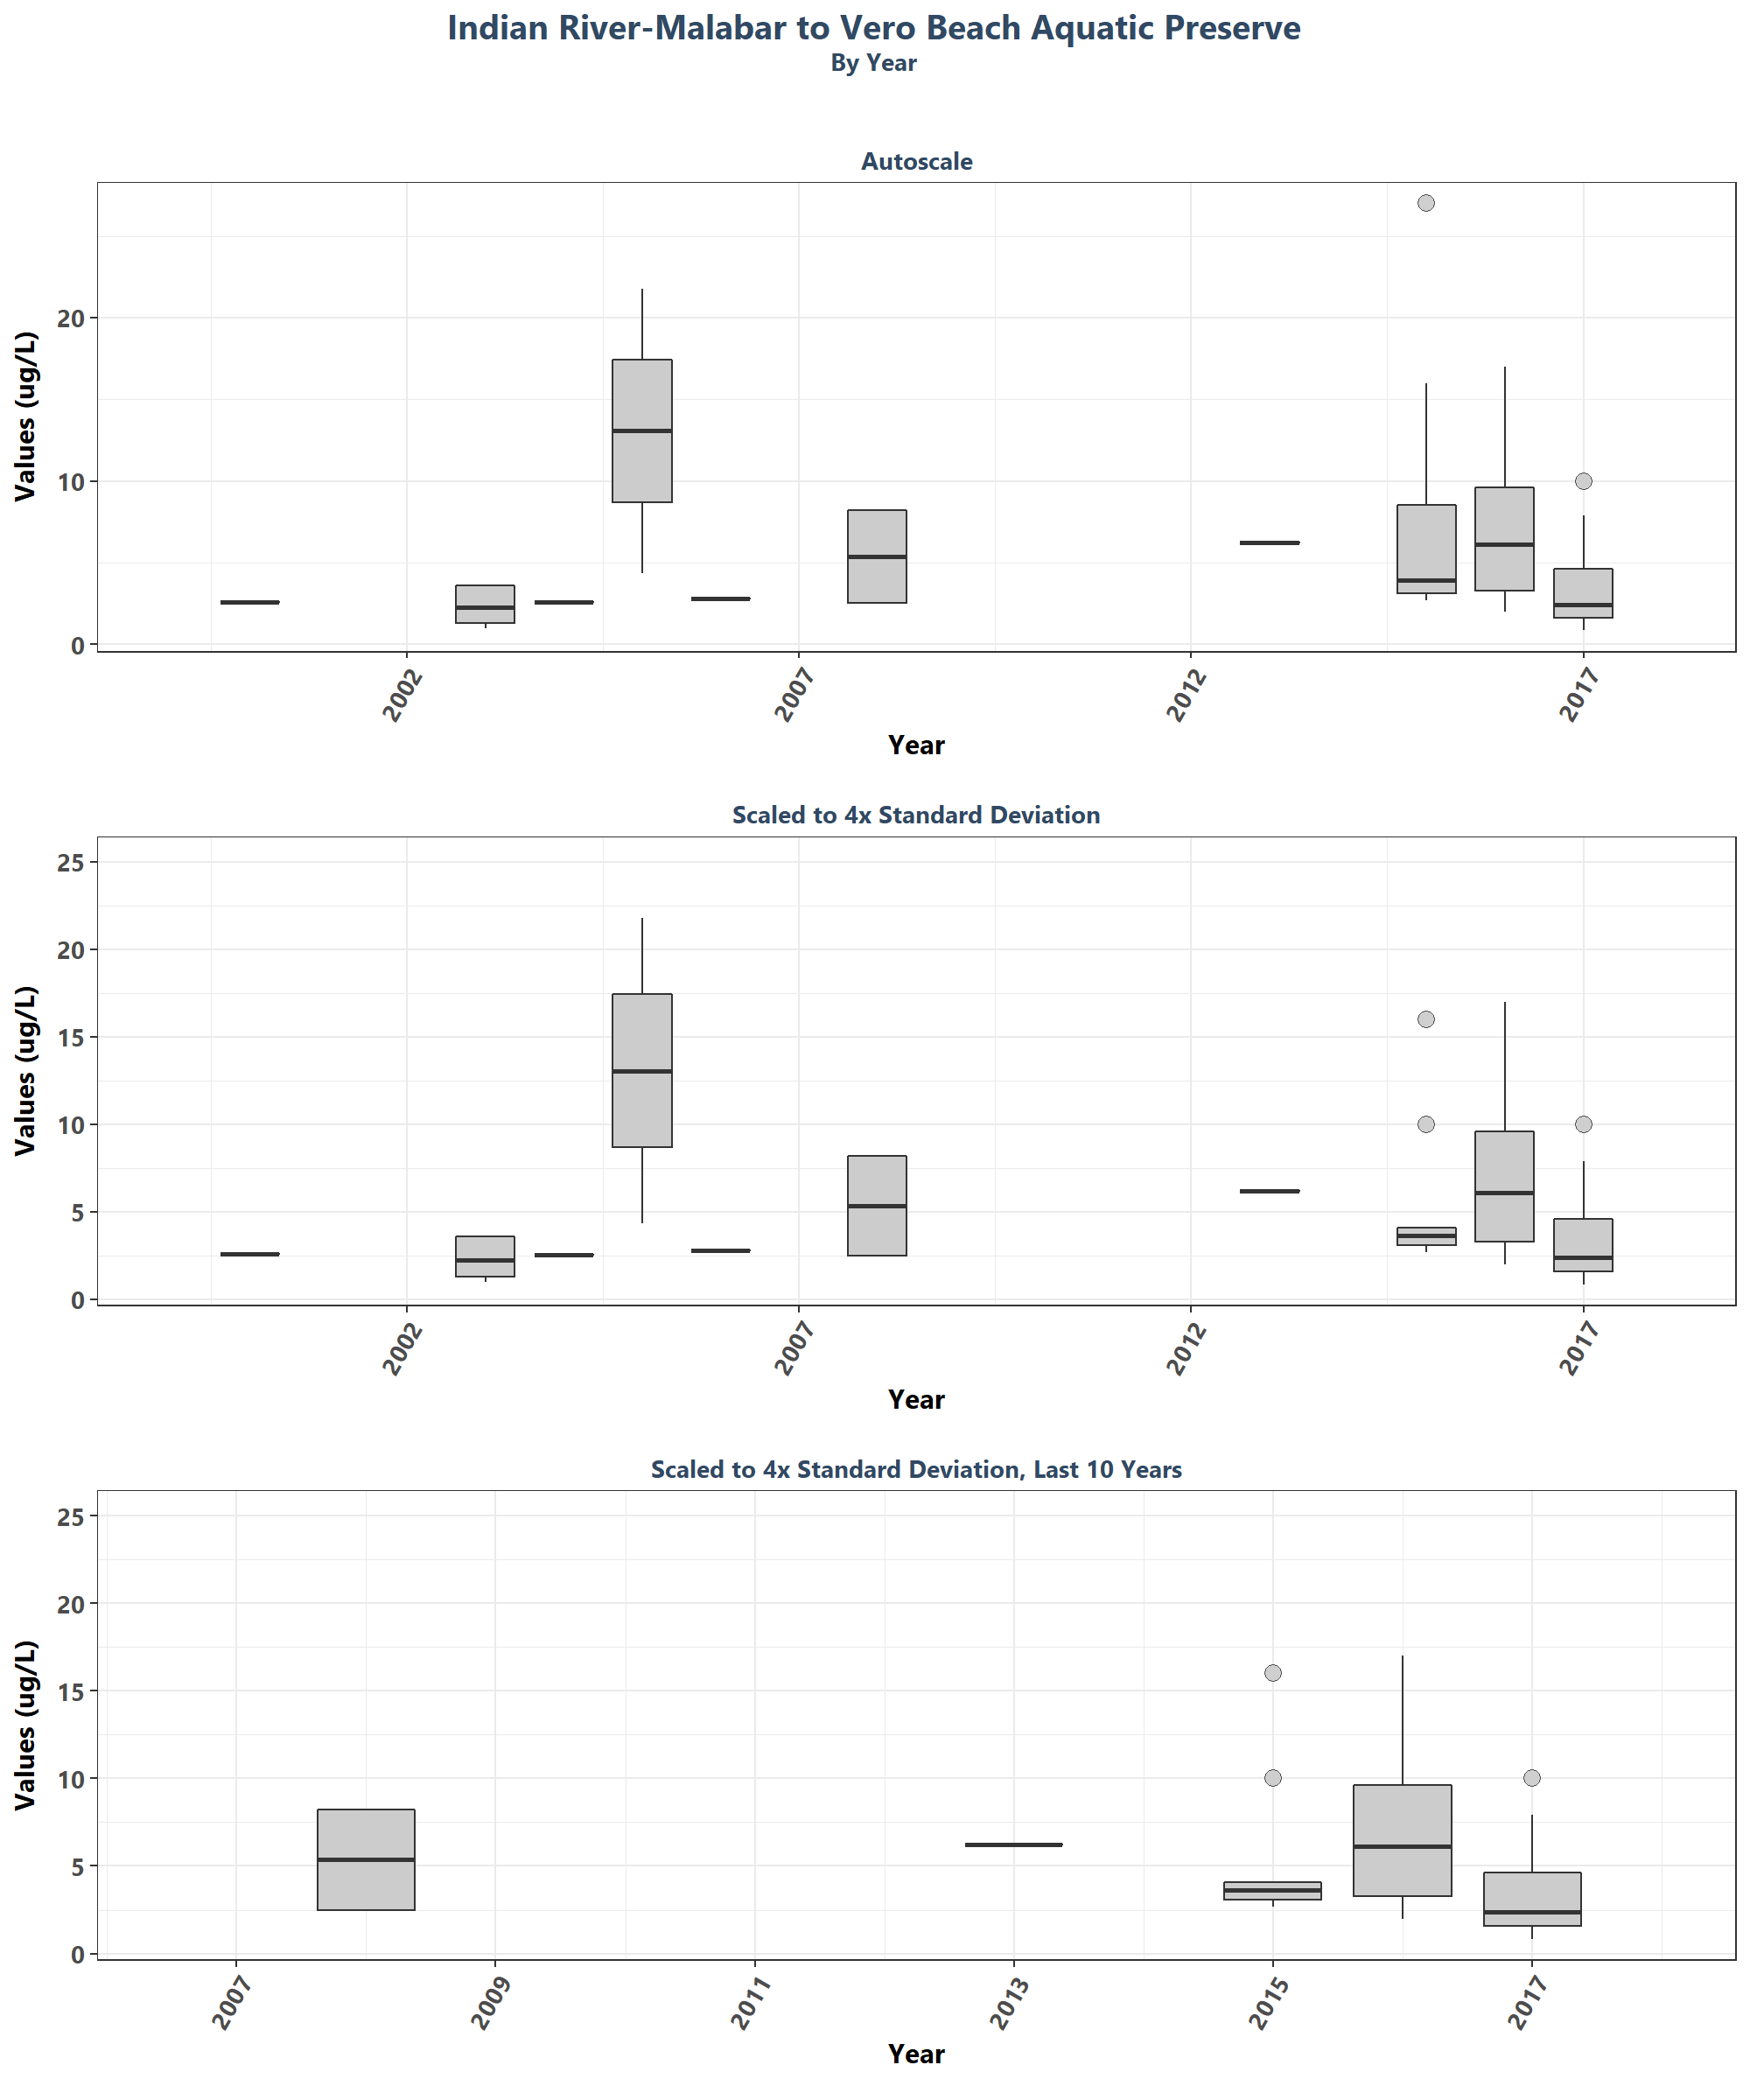 Indian River-Malabar to Vero Beach Aquatic Preserve
By Year
Autoscale
Values (ug/L)
20
10
0
2002 2007 2012 2017
Year
Scaled to 4x Standard Deviation
Values (ug/L)
25
20
15
10
5
0
2002 2007 2012 2017
Year
Scaled to 4x Standard Deviation, Last 10 Years
Values (ug/L)
25
20
15
10
5
0
2007 2009 2011 2013 2015 2017
Year